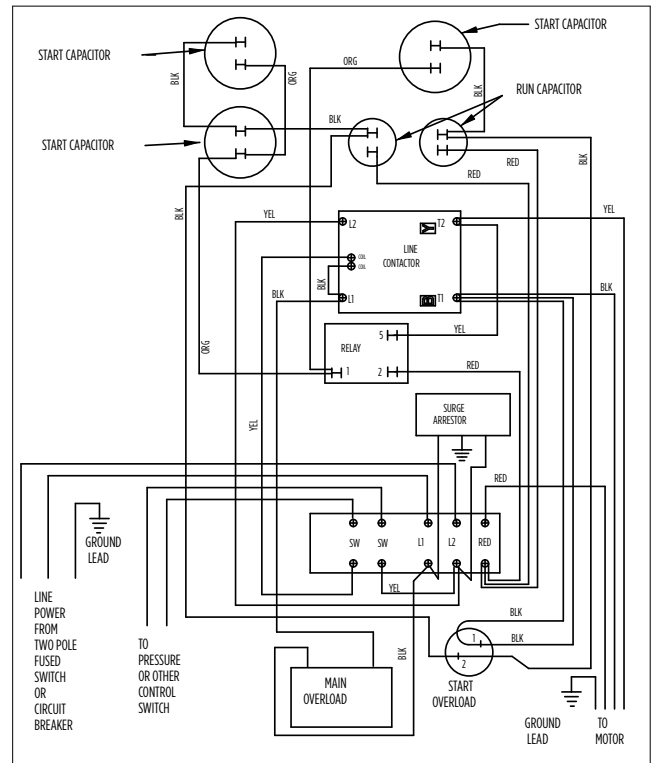 START CAPACITOR
START CAPACITOR
ORG
BLK
ORG
BLK
RUN CAPACITOR
START CAPACITOR
BLK
RED
BLK
RED
BLK
YEL
YEL
L2
Y
T2
LINE
CONTACTOR
COIL
COIL
BLK
BLK
BLK
L1
B
T1
YEL
ORG
RELAY
5
1
2
RED
SURGE
ARRESTOR
YEL
RED
GROUND
LEAD
SW
SW
L1
L2
RED
YEL
LINE
POWER
FROM
TWO POLE
FUSED
SWITCH
OR
CIRCUIT
BREAKER
TO
PRESSURE
OR OTHER
CONTROL
SWITCH
BLK
BLK
1
BLK
2
MAIN
OVERLOAD
START
OVERLOAD
GROUND
LEAD
TO
MOTOR